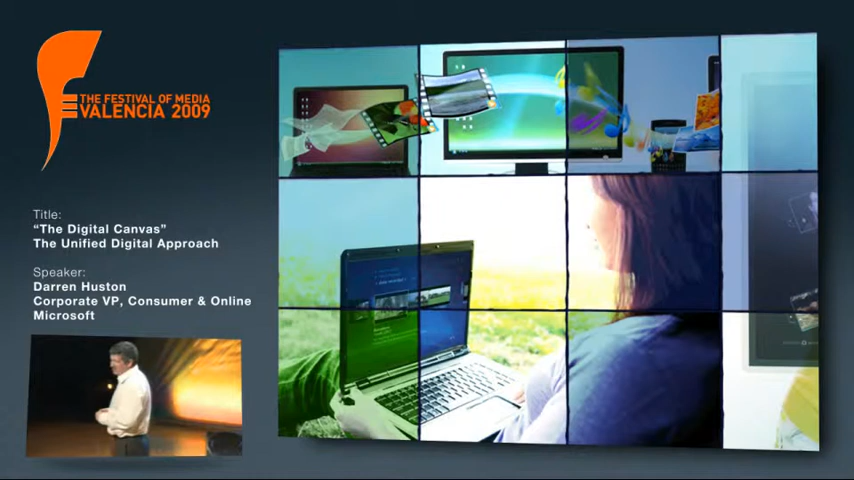 THE FESTIVAL OF MEDIA
VALENCIA 2009
Title:
“The Digital Canvas”
The Unified Digital Approach
Speaker:
Darren Huston
Corporate VP, Consumer & Online
Microsoft